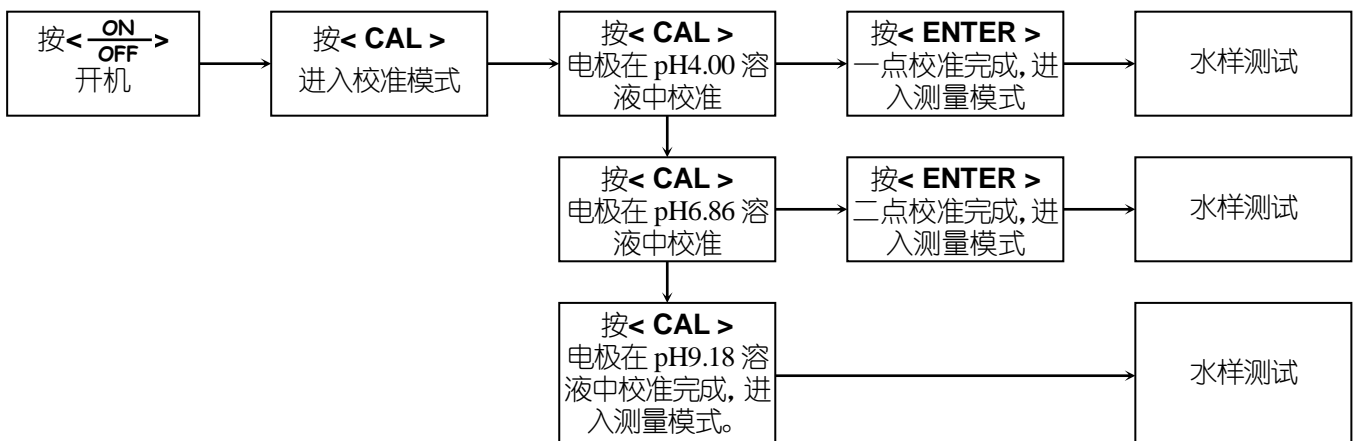 按< ON/OFF >
开机
按< CAL >
进入校准模式
按< CAL >
电极在 pH4.00 溶
液中校准
按< ENTER >
一点校准完成，进
入测量模式
水样测试
按< CAL >
电极在 pH6.86 溶
液中校准
按< ENTER >
二点校准完成，进
入测量模式
水样测试
按< CAL >
电极在 pH9.18 溶
液中校准完成，进
入测量模式。
水样测试